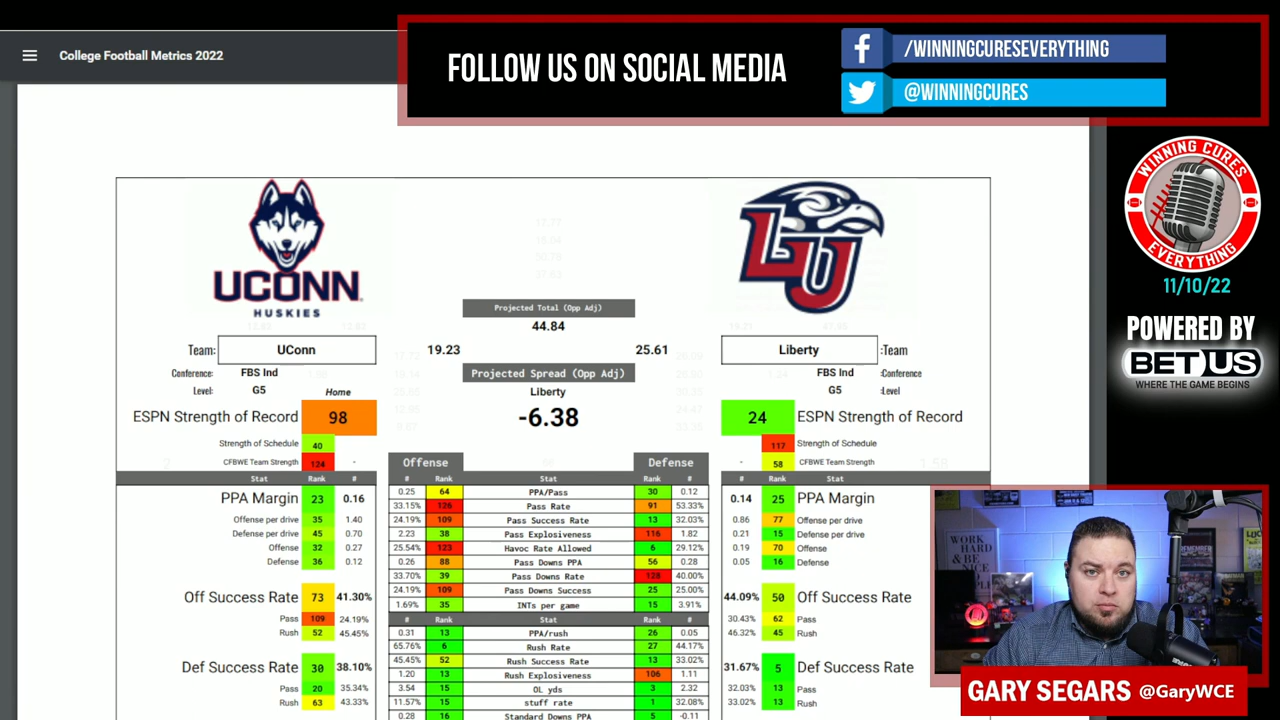 College Football Metrics 2022
FOLLOW US ON SOCIAL MEDIA
/WINNINGCURESEVERYTHING
@WINNINGCURES
WINNING CURES
EVERYTHING
11/10/22
POWERED BY
BETUS
WHERE THE GAME BEGINS
UCONN
HUSKIES
LU
Projected Total (Opp Adj)
44.84
Team: UConn 19.23 25.61 Liberty :Team
Projected Spread (Opp Adj)
Conference: FBS Ind FBS Ind :Conference
Level: G5 Home Liberty G5 :Level
ESPN Strength of Record 98 -6.38 24 ESPN Strength of Record
Strength of Schedule 40 117 Strength of Schedule
CFBWE Team Strength 124 - Offense Defense - 58 CFBWE Team Strength
Stat Rank # # Rank Stat Rank # # Rank Stat
PPA Margin 23 0.16 0.14 25 PPA Margin
Offense per drive 35 1.40 0.86 77 Offense per drive
Defense per drive 45 0.70 0.21 15 Defense per drive
Offense 32 0.27 0.19 70 Offense
Defense 36 0.12 0.05 16 Defense
Off Success Rate 73 41.30% 44.09% 50 Off Success Rate
Pass 109 24.19% 30.43% 62 Pass
Rush 52 45.45% 46.32% 45 Rush
Def Success Rate 30 38.10% 31.67% 5 Def Success Rate
Pass 20 35.34% 32.03% 13 Pass
Rush 63 43.33% 33.02% 13 Rush
0.25 64 PPA/Pass 30 0.12
33.15% 126 Pass Rate 91 53.33%
24.19% 109 Pass Success Rate 13 32.03%
2.23 38 Pass Explosiveness 116 1.82
25.54% 123 Havoc Rate Allowed 6 29.12%
0.26 88 Pass Downs PPA 56 0.28
33.70% 39 Pass Downs Rate 128 40.00%
24.19% 109 Pass Downs Success 25 25.00%
1.69% 35 INTs per game 15 3.91%
# Rank Stat Rank #
0.31 13 PPA/rush 26 0.05
65.76% 6 Rush Rate 27 44.17%
45.45% 52 Rush Success Rate 13 33.02%
1.20 13 Rush Explosiveness 106 1.11
3.54 15 OL yds 3 2.32
11.57% 15 stuff rate 1 32.08%
0.28 16 Standard Downs PPA 5 -0.11
WORK
HARD
GARY SEGARS @GaryWCE